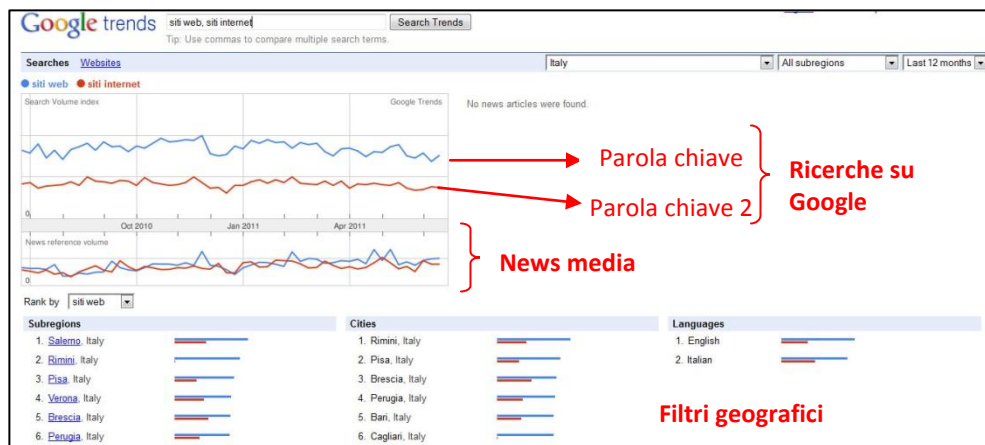 Google trends siti web, siti internet Search Trends
Tip: Use commas to compare multiple search terms.
Searches Websites Italy All subregions Last 12 months
siti web siti internet
Search Volume index Google Trends No news articles were found.
Parola chiave
Ricerche su
Google
Parola chiave 2
0
Oct 2010 Jan 2011 Apr 2011
News reference volume
News media
0
Rank by siti web
Subregions Cities Languages
1. Salerno, Italy 1. Rimini, Italy 1. English
2. Rimini, Italy 2. Pisa, Italy 2. Italian
3. Pisa, Italy 3. Brescia, Italy
4. Verona, Italy 4. Perugia, Italy
5. Brescia, Italy 5. Bari, Italy
Filtri geografici
6. Perugia, Italy 6. Cagliari, Italy